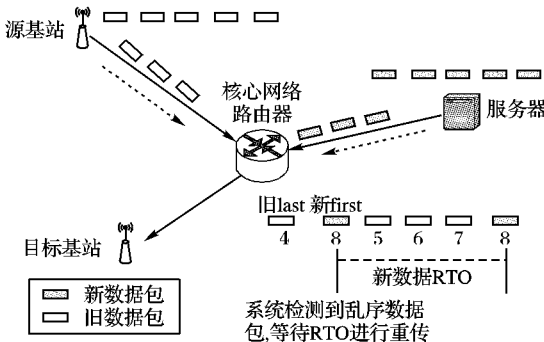 源基站
核心网络
路由器
服务器
目标基站
旧last 新first
4 8 5 6 7 8
新数据RTO
新数据包
旧数据包
系统检测到乱序数据
包,等待RTO进行重传